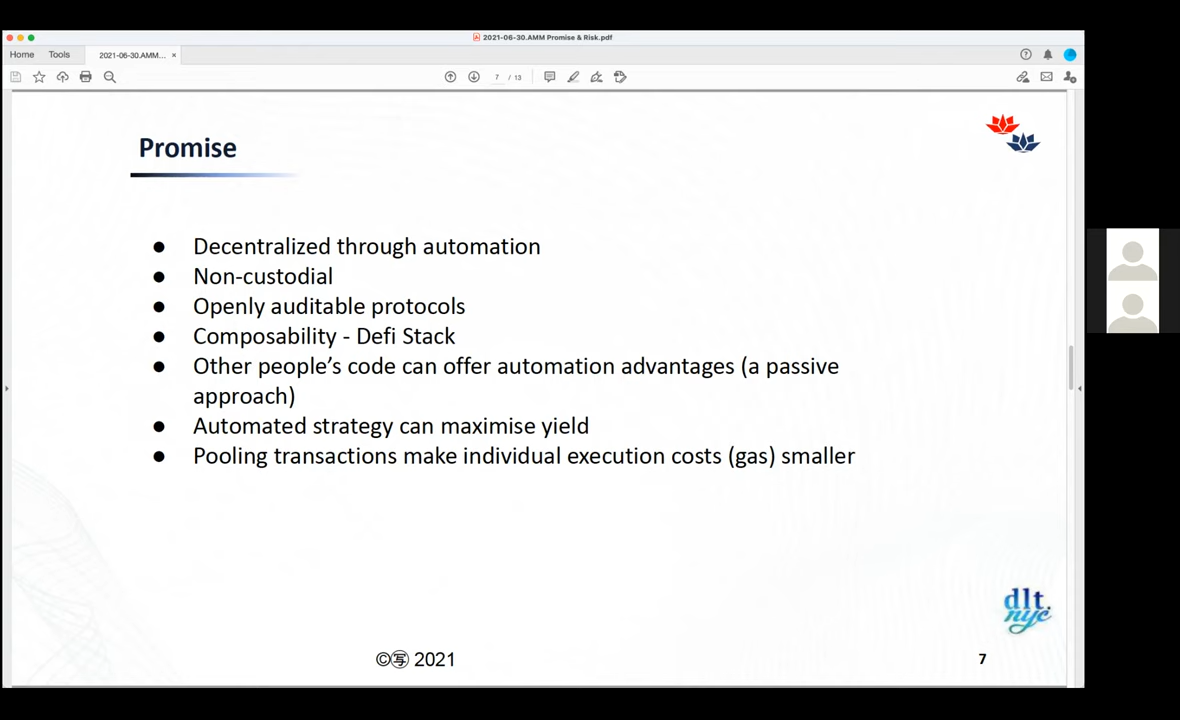 2021-06-30.AMM Promise & Risk.pdf
Home Tools 2021-06-30.AMM... ×
7 / 13
Promise
● Decentralized through automation
● Non-custodial
● Openly auditable protocols
● Composability - Defi Stack
● Other people's code can offer automation advantages (a passive
approach)
● Automated strategy can maximise yield
● Pooling transactions make individual execution costs (gas) smaller
dlt.
nyc
©㊢ 2021
7